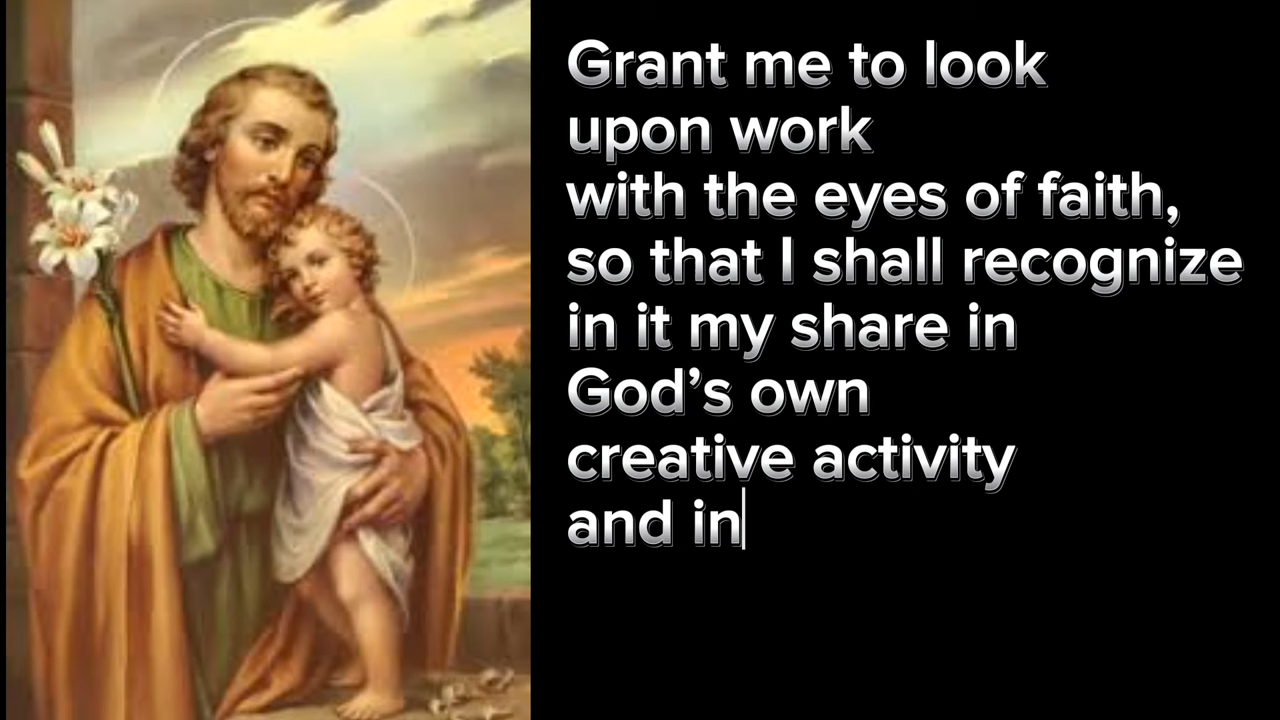 Grant me to look
upon work
with the eyes of faith,
so that I shall recognize
in it my share in
God’s own
creative activity
and in